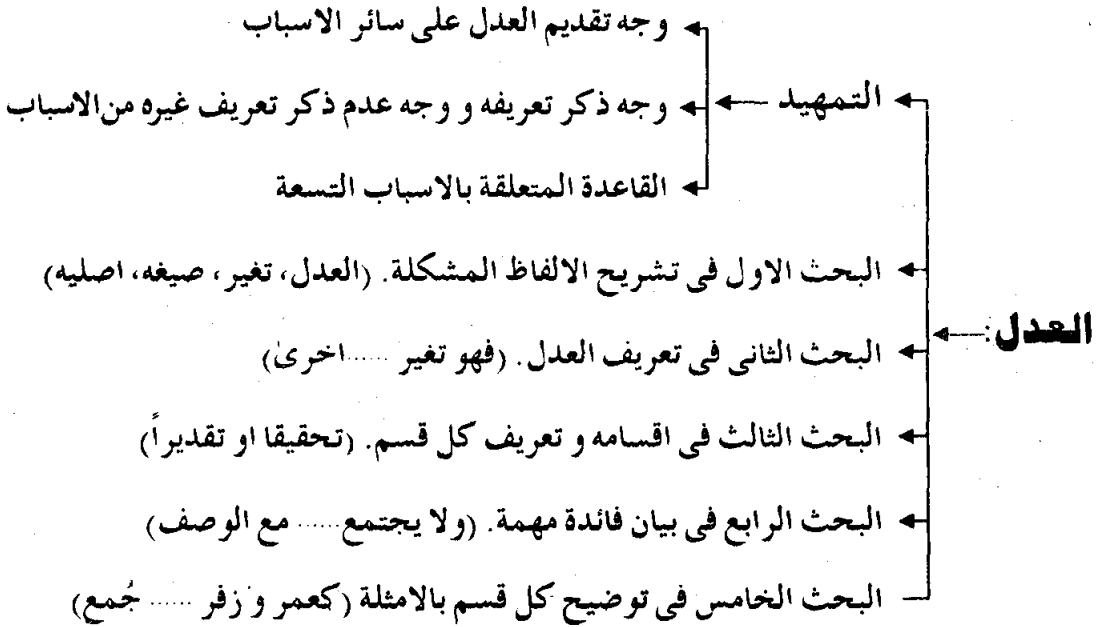 وجه تقديم العدل على سائر الاسباب
التمهيد
وجه ذكر تعريفه و وجه عدم ذكر تعريف غيره من الاسباب
القاعدة المتعلقة بالاسباب التسعة
البحث الاول فى تشريح الالفاظ المشكلة. (العدل، تغير، صيغه، اصليه)
العدل:
البحث الثانى فى تعريف العدل. (فهو تغير ...... اخرىٰ)
البحث الثالث فى اقسامه و تعريف كل قسم. (تحقيقا او تقديراً)
البحث الرابع فى بيان فائدة مهمة. (ولا يجتمع ..... مع الوصف)
البحث الخامس فى توضيح كل قسم بالامثلة (كعمر و زفر ...... جُمع)